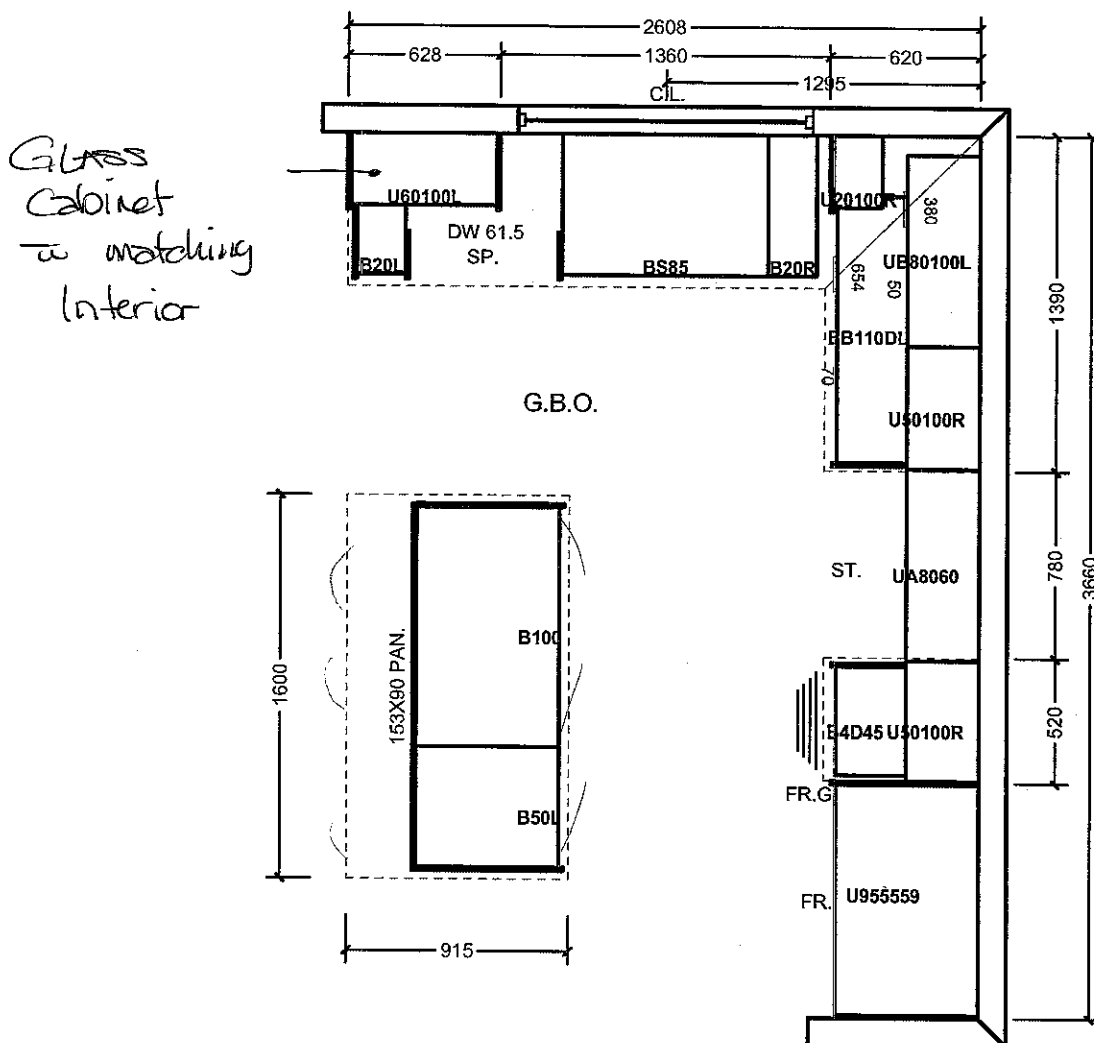 2608
628
1360
620
1295
CIL.
GLASS
Cabinet
w matching
Interior
U60100L
U20100R
380
DW 61.5
SP.
B20L
BS85
B20R
UB80100L
654
50
1390
BB110DL
70
G.B.O.
U50100R
ST.
UA8060
780
3660
B100
153X90 PAN.
1600
B4D45
U50100R
520
FR.G
B50L
FR.
U955559
915